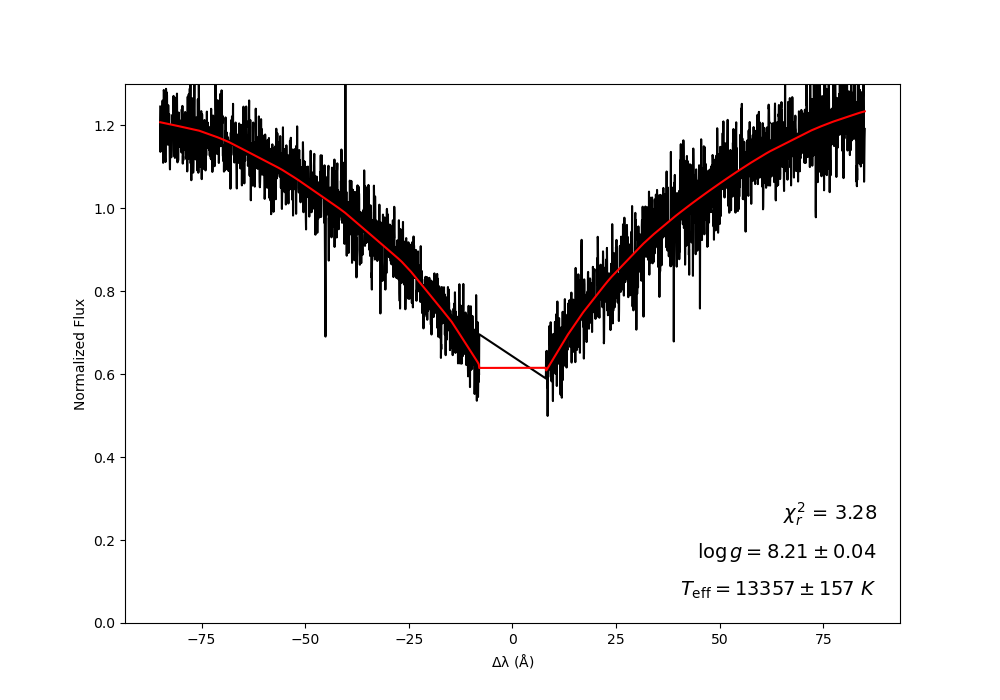 1.2
1.0
0.8
0.6
0.4
0.2
0.0
Normalized Flux
χ²ᵣ = 3.28
log g = 8.21 ± 0.04
T_eff = 13357 ± 157 K
−75 −50 −25 0 25 50 75
Δλ (Å)